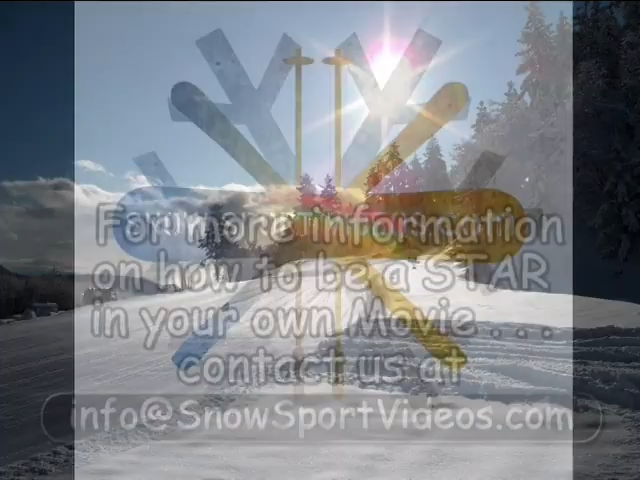 For more information
on how to be a STAR
in your own Movie . . . .
contact us at
info@SnowSportVideos.com